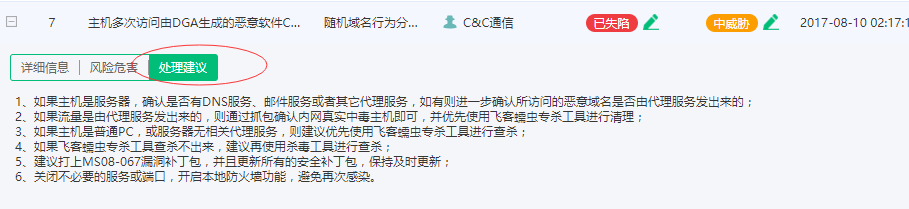 7 主机多次访问由DGA生成的恶意软件C... 随机域名行为分... C&C通信 已失陷 中威胁 2017-08-10 02:17:1
详细信息 风险危害 处理建议
1、如果主机是服务器，确认是否有DNS服务、邮件服务或者其它代理服务，如有则进一步确认所访问的恶意域名是否由代理服务发出来的；
2、如果流量是由代理服务发出来的，则通过抓包确认内网真实中毒主机即可，并优先使用飞客蠕虫专杀工具进行清理；
3、如果主机是普通PC，或服务器无相关代理服务，则建议优先使用飞客蠕虫专杀工具进行查杀；
4、如果飞客蠕虫专杀工具查杀不出来，建议再使用杀毒工具进行查杀；
5、建议打上MS08-067漏洞补丁包，并且更新所有的安全补丁包，保持及时更新；
6、关闭不必要的服务或端口，开启本地防火墙功能，避免再次感染。